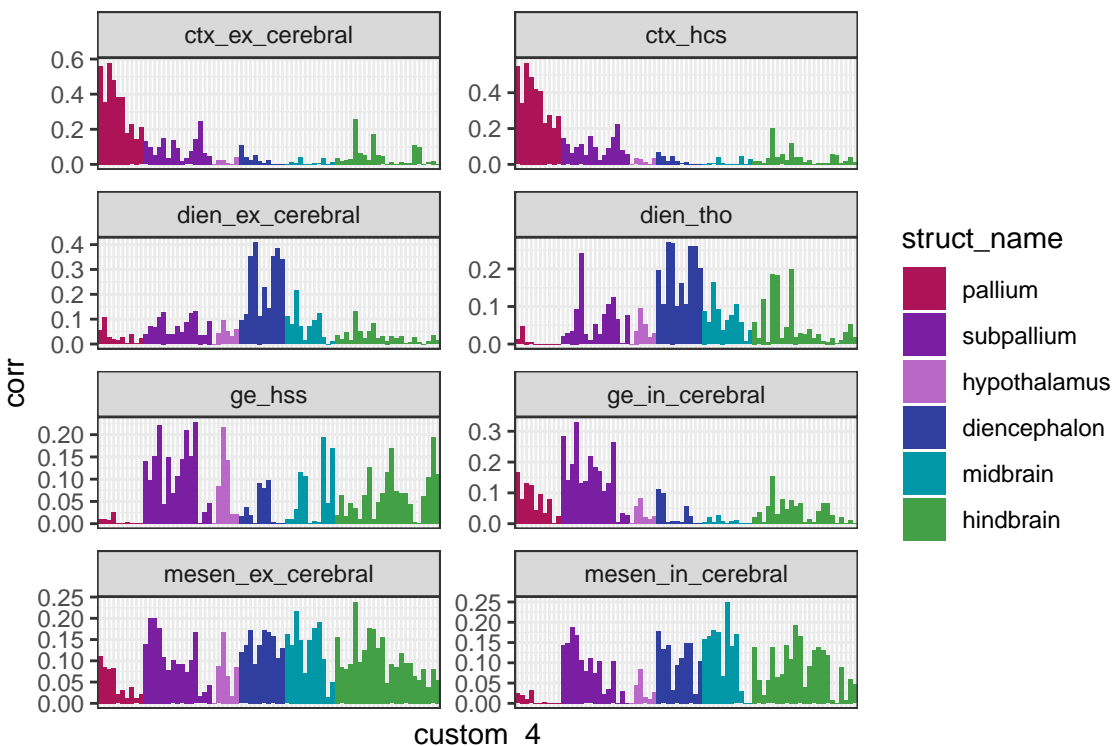 ctx_ex_cerebral
ctx_hcs
0.6
0.4
0.2
0.0
0.4
0.2
0.0
dien_ex_cerebral
dien_tho
0.4
0.3
0.2
0.1
0.0
0.2
0.1
0.0
ge_hss
ge_in_cerebral
0.20
0.15
0.10
0.05
0.00
0.3
0.2
0.1
0.0
mesen_ex_cerebral
mesen_in_cerebral
0.25
0.20
0.15
0.10
0.05
0.00
0.25
0.20
0.15
0.10
0.05
0.00
corr
custom_4
struct_name
pallium
subpallium
hypothalamus
diencephalon
midbrain
hindbrain